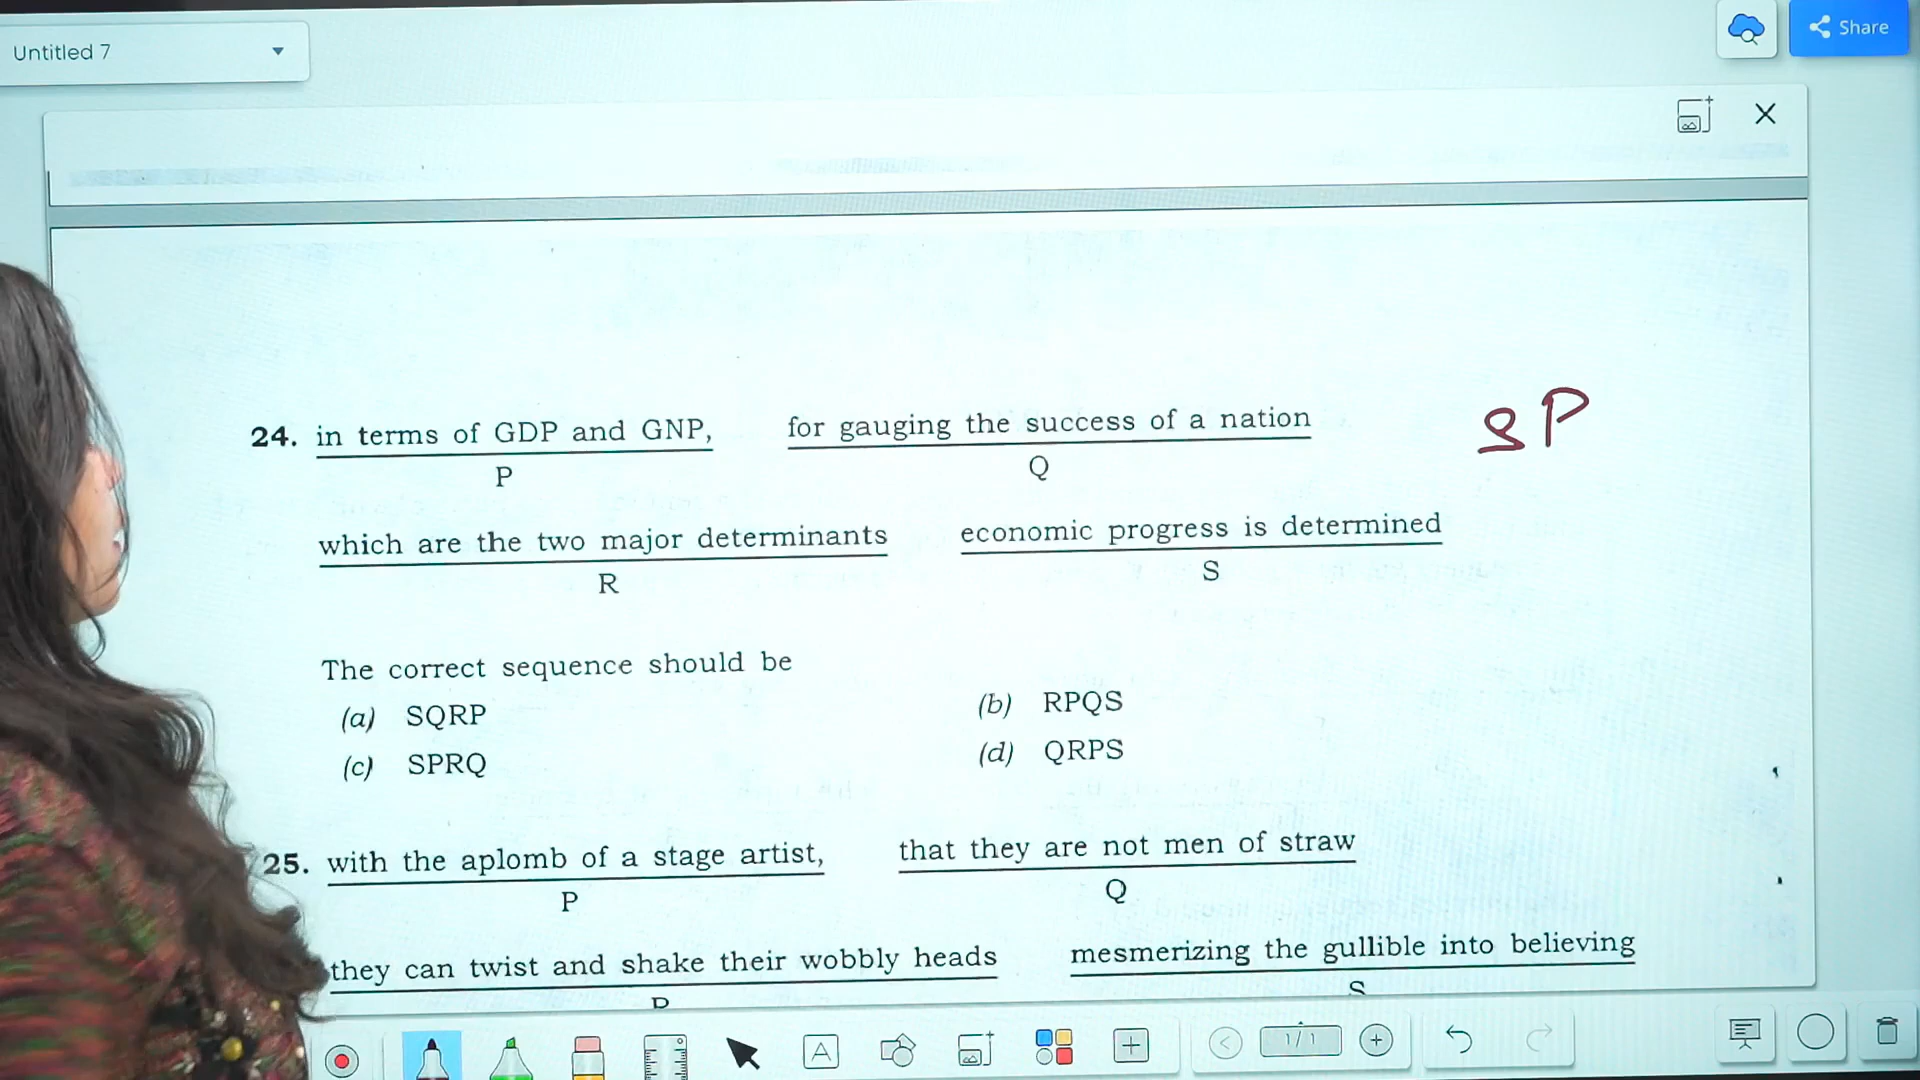 Untitled 7
Share
24. in terms of GDP and GNP, for gauging the success of a nation
P Q
SP
which are the two major determinants economic progress is determined
R S
The correct sequence should be
(a) SQRP (b) RPQS
(c) SPRQ (d) QRPS
25. with the aplomb of a stage artist, that they are not men of straw
P Q
they can twist and shake their wobbly heads mesmerizing the gullible into believing
R S
A
1/1